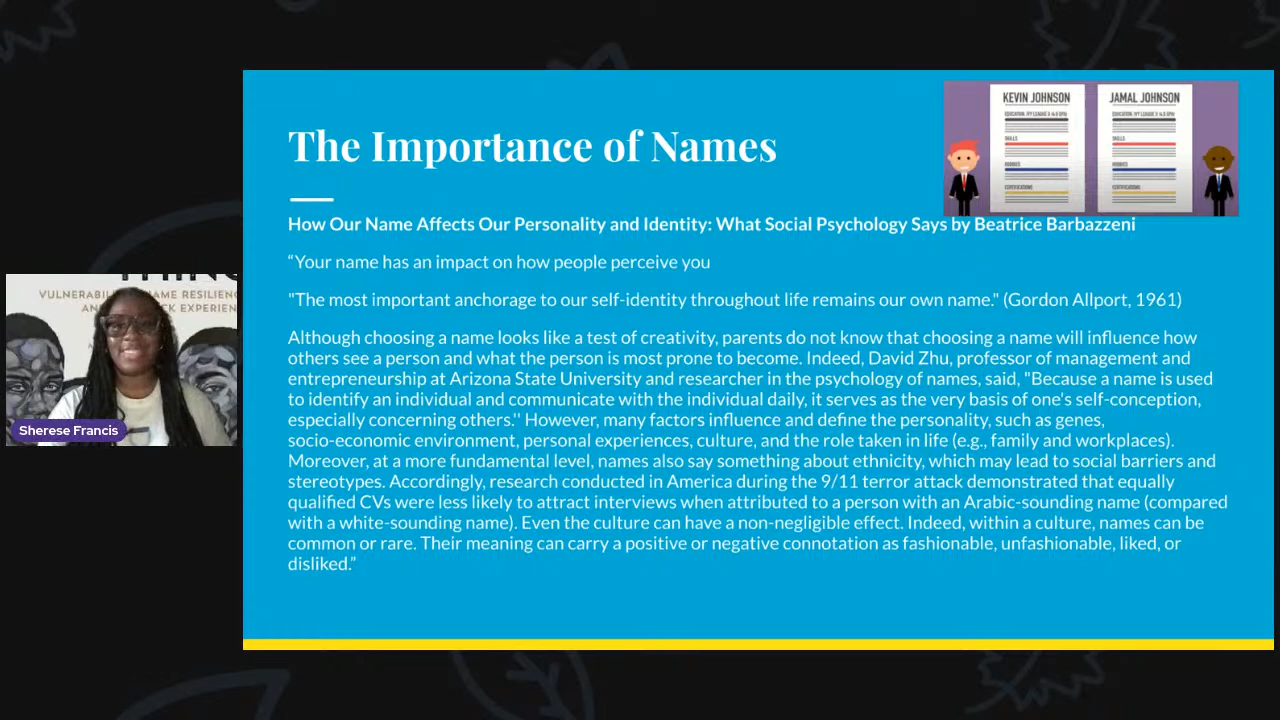 KEVIN JOHNSON
EDUCATION: IVY LEAGUE (4.0 GPA)
SKILLS
HOBBIES
CERTIFICATIONS
JAMAL JOHNSON
EDUCATION: IVY LEAGUE (4.0 GPA)
SKILLS
HOBBIES
CERTIFICATIONS
The Importance of Names
How Our Name Affects Our Personality and Identity: What Social Psychology Says by Beatrice Barbazzeni
“Your name has an impact on how people perceive you
"The most important anchorage to our self-identity throughout life remains our own name." (Gordon Allport, 1961)
Although choosing a name looks like a test of creativity, parents do not know that choosing a name will influence how
others see a person and what the person is most prone to become. Indeed, David Zhu, professor of management and
entrepreneurship at Arizona State University and researcher in the psychology of names, said, "Because a name is used
to identify an individual and communicate with the individual daily, it serves as the very basis of one's self-conception,
especially concerning others.'' However, many factors influence and define the personality, such as genes,
socio-economic environment, personal experiences, culture, and the role taken in life (e.g., family and workplaces).
Moreover, at a more fundamental level, names also say something about ethnicity, which may lead to social barriers and
stereotypes. Accordingly, research conducted in America during the 9/11 terror attack demonstrated that equally
qualified CVs were less likely to attract interviews when attributed to a person with an Arabic-sounding name (compared
with a white-sounding name). Even the culture can have a non-negligible effect. Indeed, within a culture, names can be
common or rare. Their meaning can carry a positive or negative connotation as fashionable, unfashionable, liked, or
disliked.”
VULNERABIL AME RESILIENC
AN CK EXPERIEN
Sherese Francis